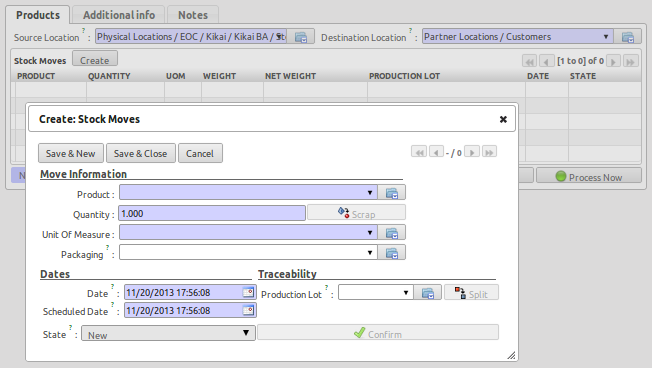 Products Additional info Notes
Source Location ? : Physical Locations / EOC / Kikai / Kikai BA / Destination Location ? : Partner Locations / Customers
Stock Moves Create [1 to 0] of 0
PRODUCT QUANTITY UOM WEIGHT NET WEIGHT PRODUCTION LOT DATE STATE
Create: Stock Moves
Save & New Save & Close Cancel - / 0
Move Information
Product :
Quantity : 1.000 Scrap
Unit Of Measure :
Packaging ? :
Process Now
Dates Traceability
Date ? : 11/20/2013 17:56:08 Production Lot ? : Split
Scheduled Date ? : 11/20/2013 17:56:08
State ? : New Confirm